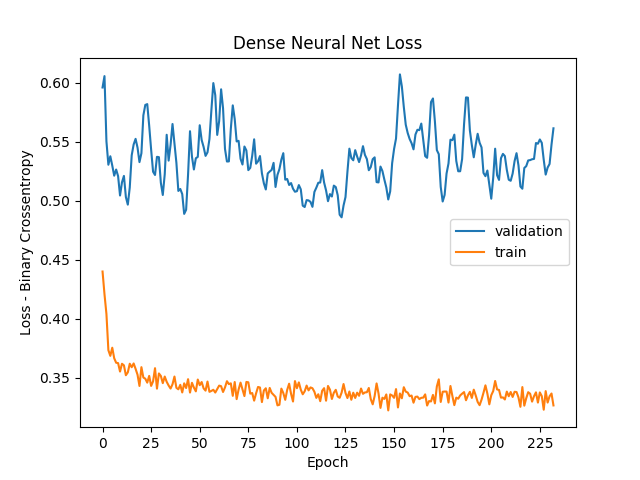 Dense Neural Net Loss
Loss - Binary Crossentropy
0.60
0.55
0.50
0.45
0.40
0.35
validation
train
0 25 50 75 100 125 150 175 200 225
Epoch